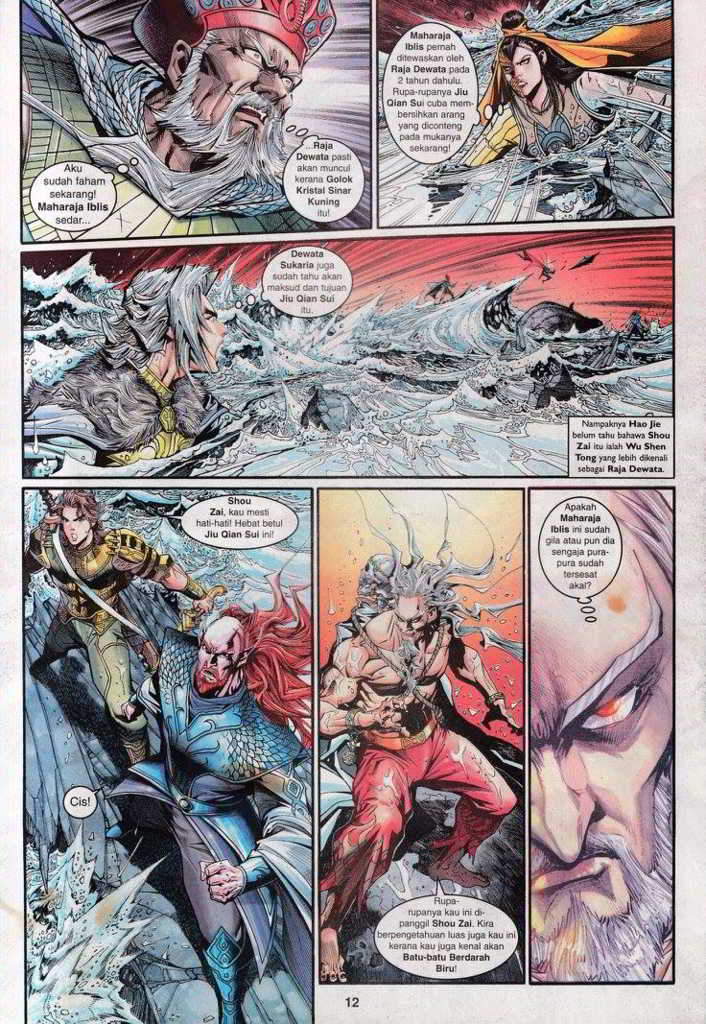 Aku
sudah faham
sekarang!
Maharaja Iblis
sedar...
...Raja
Dewata pasti
akan muncul
kerana Golok
Kristal Sinar
Kuning
itu!
Maharaja
Iblis pernah
ditewaskan oleh
Raja Dewata pada
2 tahun dahulu.
Rupa-rupanya Jiu
Qian Sui cuba mem-
bersihkan arang
yang diconteng
pada mukanya
sekarang!
Dewata
Sukaria juga
sudah tahu akan
maksud dan tujuan
Jiu Qian Sui
itu.
Nampaknya Hao Jie
belum tahu bahawa Shou
Zai itu ialah Wu Shen
Tong yang lebih dikenali
sebagai Raja Dewata.
Shou
Zai, kau mesti
hati-hati! Hebat betul
Jiu Qian Sui ini!
Cis!
Rupa-
rupanya kau ini di-
panggil Shou Zai. Kira
berpengetahuan luas juga kau ini
kerana kau juga kenal akan
Batu-batu Berdarah
Biru!
Apakah
Maharaja
Iblis ini sudah
gila atau pun dia
sengaja pura-
pura sudah
tersesat
akal?
12